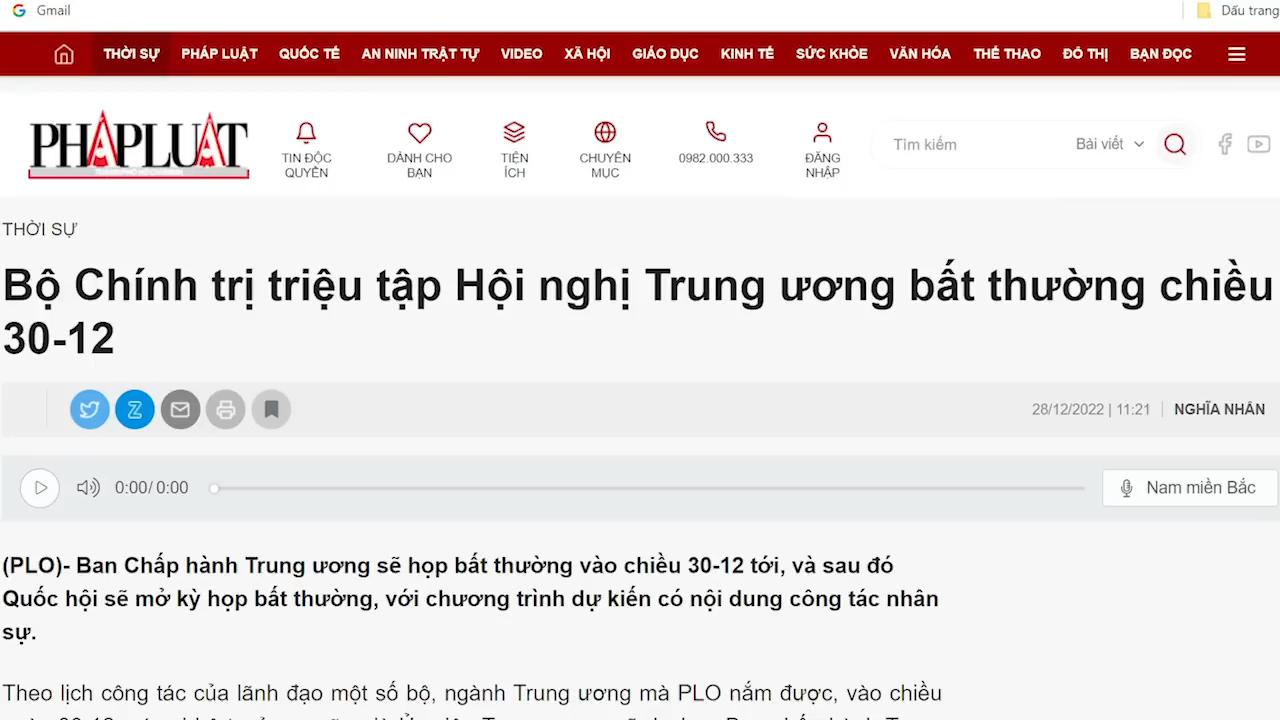 Gmail
Dấu trang
THỜI SỰ PHÁP LUẬT QUỐC TẾ AN NINH TRẬT TỰ VIDEO XÃ HỘI GIÁO DỤC KINH TẾ SỨC KHỎE VĂN HÓA THỂ THAO ĐÔ THỊ BẠN ĐỌC
PHÁP LUẬT
TIN ĐỘC QUYỀN
DÀNH CHO BẠN
TIỆN ÍCH
CHUYÊN MỤC
0982.000.333
ĐĂNG NHẬP
Tìm kiếm
Bài viết
THỜI SỰ
Bộ Chính trị triệu tập Hội nghị Trung ương bất thường chiều
30-12
28/12/2022 | 11:21 NGHĨA NHÂN
0:00/ 0:00
Nam miền Bắc
(PLO)- Ban Chấp hành Trung ương sẽ họp bất thường vào chiều 30-12 tới, và sau đó
Quốc hội sẽ mở kỳ họp bất thường, với chương trình dự kiến có nội dung công tác nhân
sự.
Theo lịch công tác của lãnh đạo một số bộ, ngành Trung ương mà PLO nắm được, vào chiều